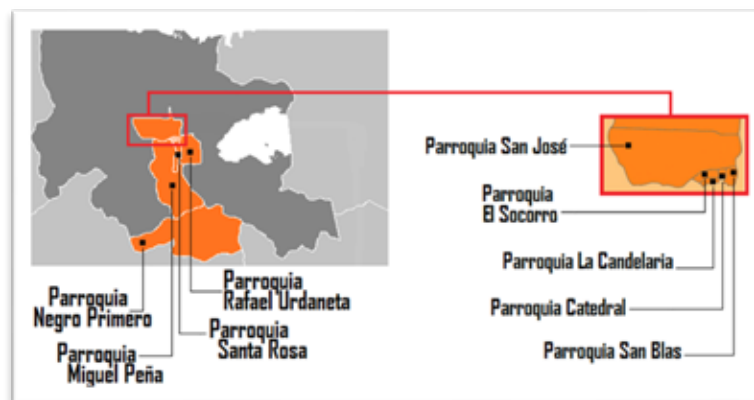 Parroquia San José
Parroquia
El Socorro
Parroquia La Candelaria
Parroquia Catedral
Parroquia San Blas
Parroquia
Rafael Urdaneta
Parroquia
Negro Primero
Parroquia
Santa Rosa
Parroquia
Miguel Peña